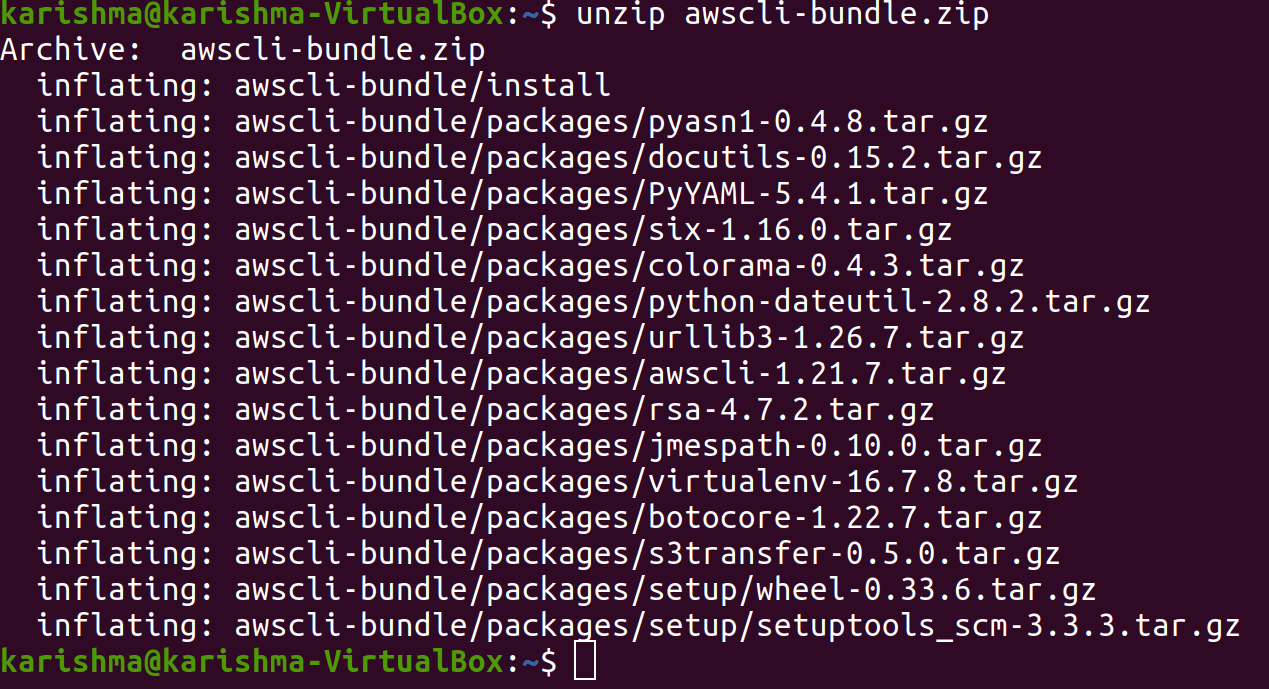 karishma@karishma-VirtualBox:~$ unzip awscli-bundle.zip
Archive:  awscli-bundle.zip
  inflating: awscli-bundle/install
  inflating: awscli-bundle/packages/pyasn1-0.4.8.tar.gz
  inflating: awscli-bundle/packages/docutils-0.15.2.tar.gz
  inflating: awscli-bundle/packages/PyYAML-5.4.1.tar.gz
  inflating: awscli-bundle/packages/six-1.16.0.tar.gz
  inflating: awscli-bundle/packages/colorama-0.4.3.tar.gz
  inflating: awscli-bundle/packages/python-dateutil-2.8.2.tar.gz
  inflating: awscli-bundle/packages/urllib3-1.26.7.tar.gz
  inflating: awscli-bundle/packages/awscli-1.21.7.tar.gz
  inflating: awscli-bundle/packages/rsa-4.7.2.tar.gz
  inflating: awscli-bundle/packages/jmespath-0.10.0.tar.gz
  inflating: awscli-bundle/packages/virtualenv-16.7.8.tar.gz
  inflating: awscli-bundle/packages/botocore-1.22.7.tar.gz
  inflating: awscli-bundle/packages/s3transfer-0.5.0.tar.gz
  inflating: awscli-bundle/packages/setup/wheel-0.33.6.tar.gz
  inflating: awscli-bundle/packages/setup/setuptools_scm-3.3.3.tar.gz
karishma@karishma-VirtualBox:~$